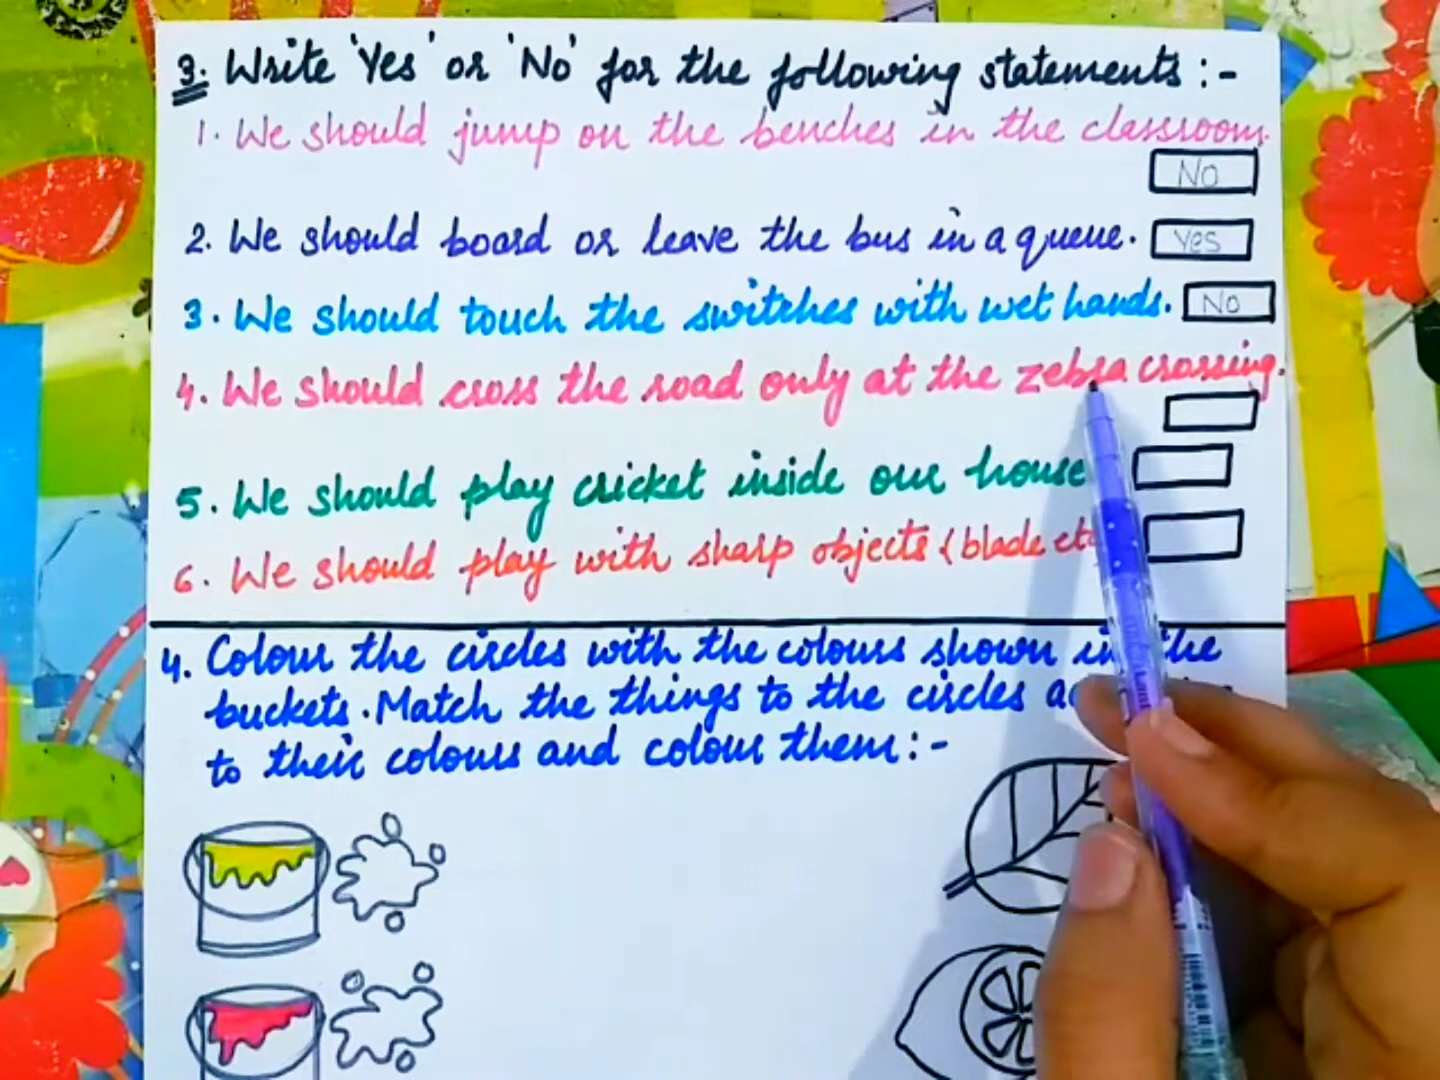 3. Write 'Yes' or 'No' for the following statements :-
1. We should jump on the benches in the classroom.
No
2. We should board or leave the bus in a queue. Yes
3. We should touch the switches with wet hands. No
4. We should cross the road only at the zebra crossing.
5. We should play cricket inside our house
6. We should play with sharp objects (blade etc
4. Colour the circles with the colours shown in the
buckets. Match the things to the circles
to their colours and colour them :-